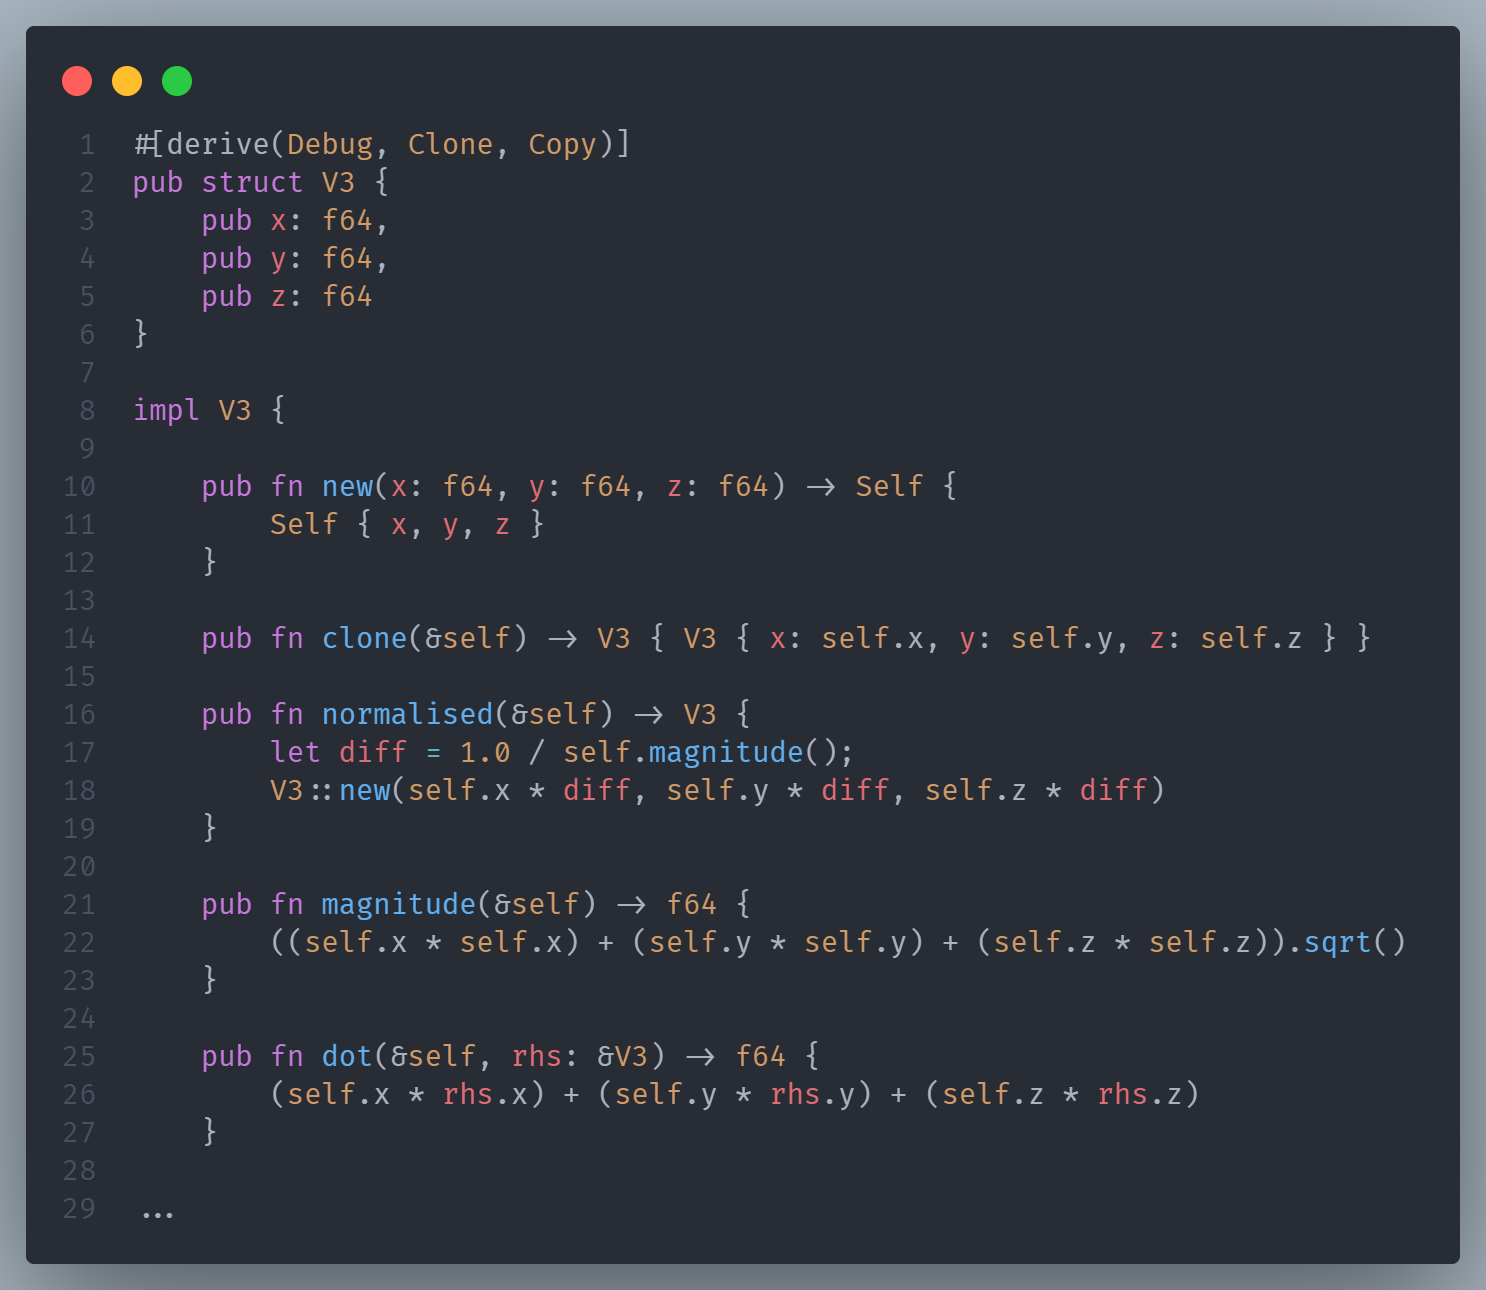 1 #[derive(Debug, Clone, Copy)]
2 pub struct V3 {
3     pub x: f64,
4     pub y: f64,
5     pub z: f64
6 }
7
8 impl V3 {
9
10     pub fn new(x: f64, y: f64, z: f64) -> Self {
11         Self { x, y, z }
12     }
13
14     pub fn clone(&self) -> V3 { V3 { x: self.x, y: self.y, z: self.z } }
15
16     pub fn normalised(&self) -> V3 {
17         let diff = 1.0 / self.magnitude();
18         V3::new(self.x * diff, self.y * diff, self.z * diff)
19     }
20
21     pub fn magnitude(&self) -> f64 {
22         ((self.x * self.x) + (self.y * self.y) + (self.z * self.z)).sqrt()
23     }
24
25     pub fn dot(&self, rhs: &V3) -> f64 {
26         (self.x * rhs.x) + (self.y * rhs.y) + (self.z * rhs.z)
27     }
28
29 ...